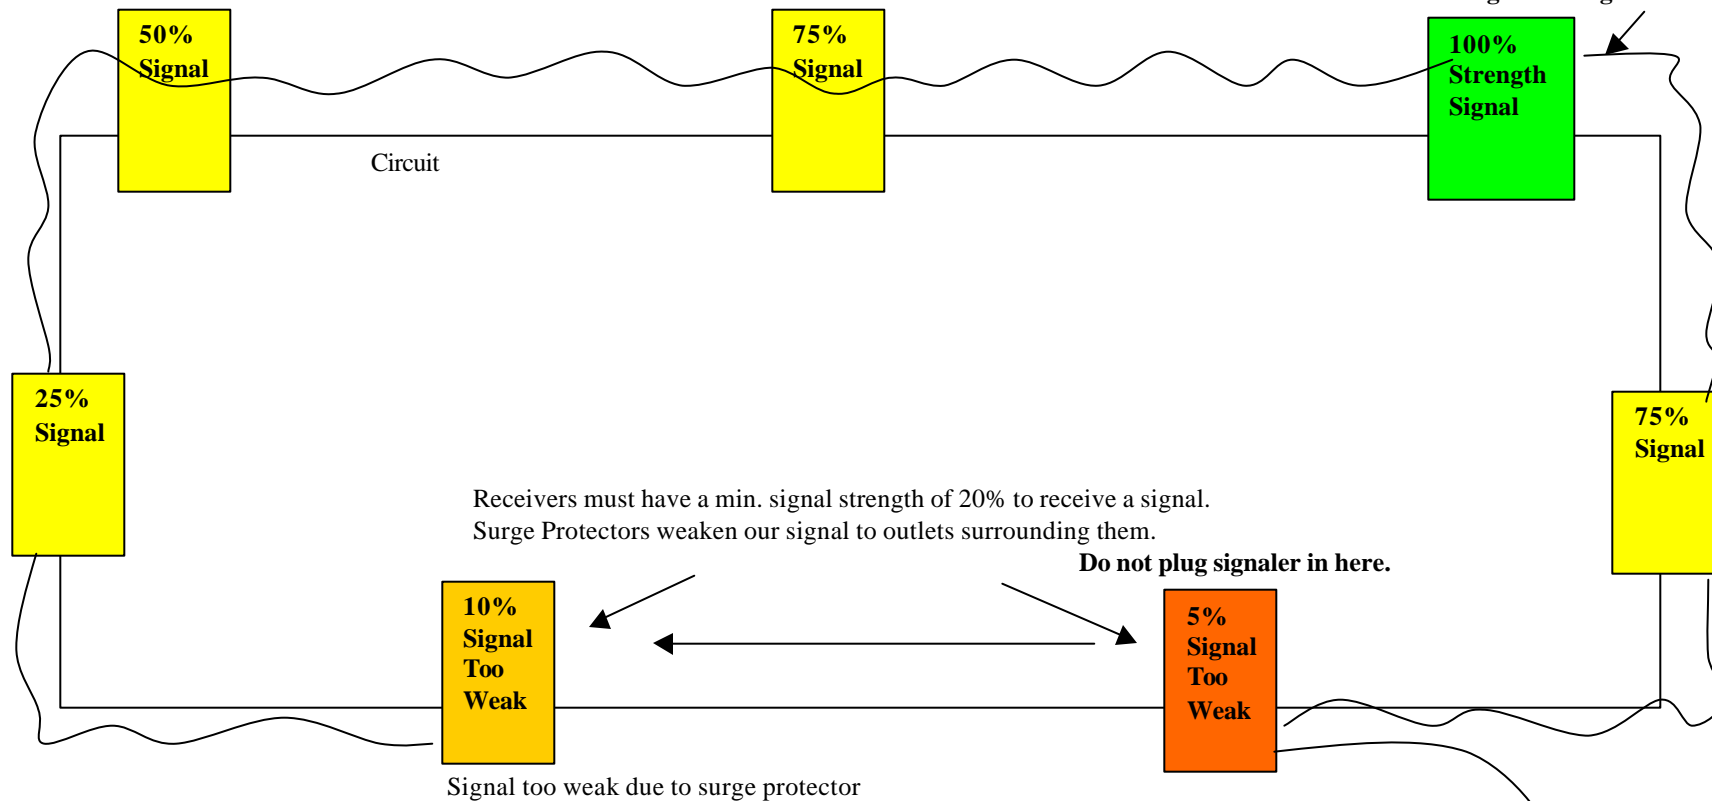 50%
Signal
75%
Signal
100%
Strength
Signal
Circuit
25%
Signal
75%
Signal
Receivers must have a min. signal strength of 20% to receive a signal.
Surge Protectors weaken our signal to outlets surrounding them.
Do not plug signaler in here.
10%
Signal
Too
Weak
5%
Signal
Too
Weak
Signal too weak due to surge protector